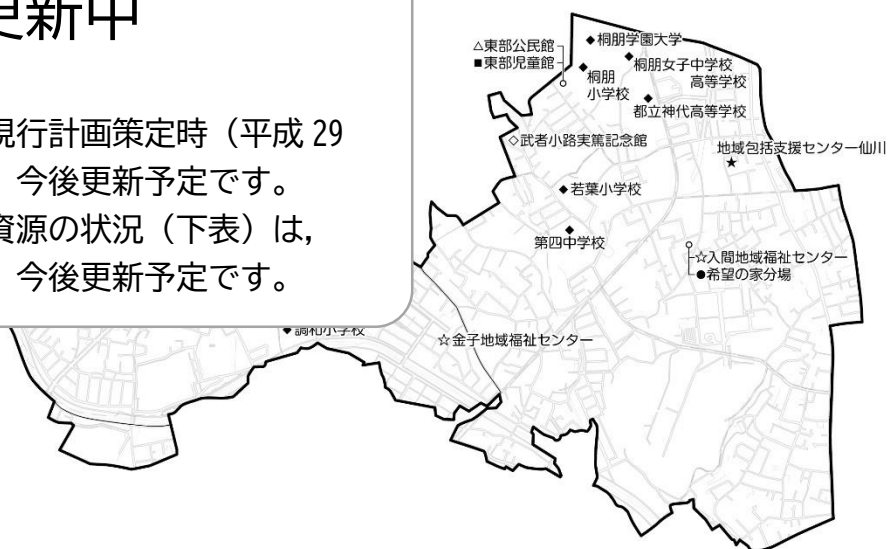 更新中
現行計画策定時（平成 29
今後更新予定です。
資源の状況（下表）は，
今後更新予定です。
△東部公民館
■東部児童館
◆桐朋学園大学
◆桐朋女子中学校
高等学校
◆桐朋
小学校
◆都立神代高等学校
◇武者小路実篤記念館
地域包括支援センター仙川
★
◆若葉小学校
◆第四中学校
☆入間地域福祉センター
●希望の家分場
◆調和小学校
☆金子地域福祉センター